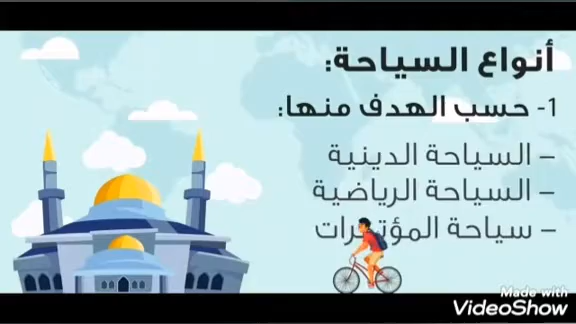 أنواع السياحة:
1- حسب الهدف منها:
– السياحة الدينية
– السياحة الرياضية
– سياحة المؤتمرات
Made with
VideoShow